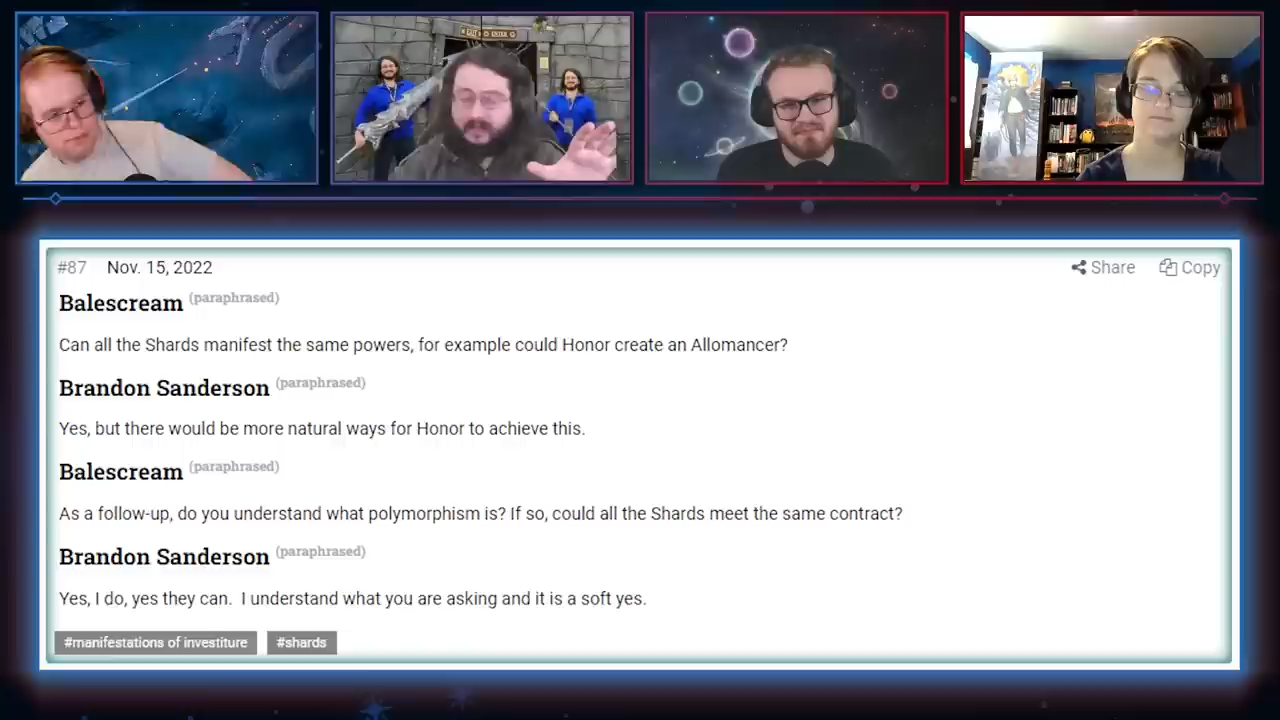 EXIT ENTER
#87 Nov. 15, 2022 Share Copy
Balescream (paraphrased)
Can all the Shards manifest the same powers, for example could Honor create an Allomancer?
Brandon Sanderson (paraphrased)
Yes, but there would be more natural ways for Honor to achieve this.
Balescream (paraphrased)
As a follow-up, do you understand what polymorphism is? If so, could all the Shards meet the same contract?
Brandon Sanderson (paraphrased)
Yes, I do, yes they can. I understand what you are asking and it is a soft yes.
#manifestations of investiture #shards